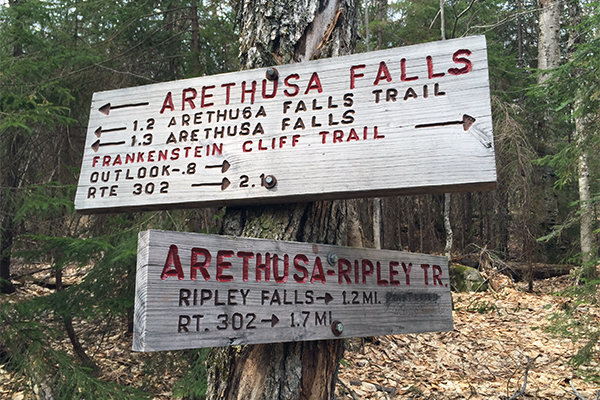 ← ARETHUSA FALLS
← 1.2 ARETHUSA FALLS TRAIL
← 1.3 ARETHUSA FALLS
FRANKENSTEIN CLIFF TRAIL →
OUTLOOK-.8 →
RTE 302 → 2.1
ARETHUSA-RIPLEY TR.
RIPLEY FALLS → 1.2 MI.
RT. 302 → 1.7 MI.